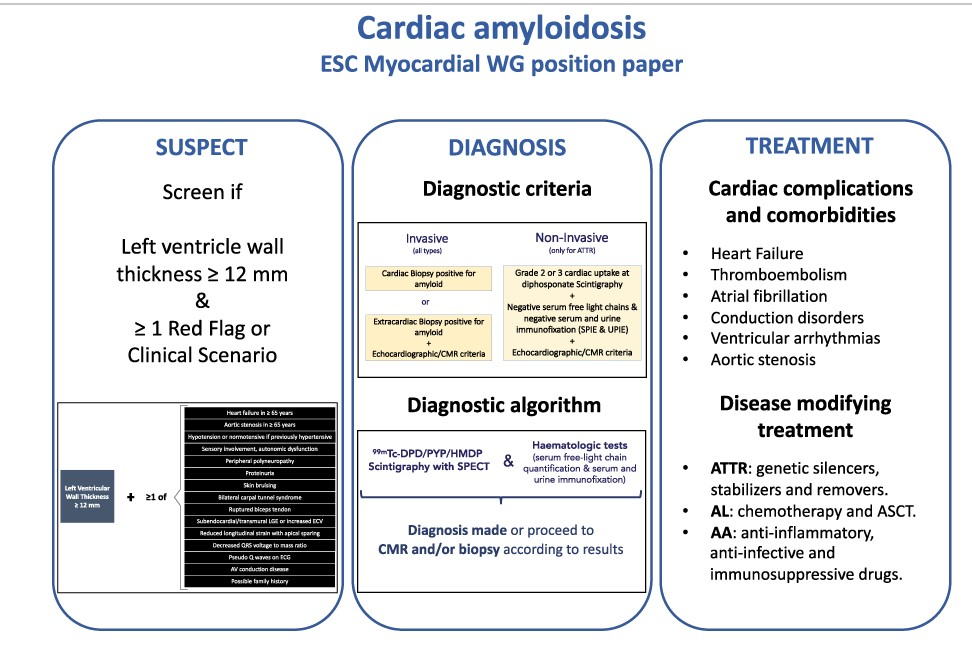 Cardiac amyloidosis
ESC Myocardial WG position paper
SUSPECT
Screen if
Left ventricle wall
thickness ≥ 12 mm
&
≥ 1 Red Flag or
Clinical Scenario
Left Ventricular
Wall Thickness
≥ 12 mm
+
≥1 of
Heart failure in ≥ 65 years
Aortic stenosis in ≥ 65 years
Hypotension or normotensive if previously hypertensive
Sensory involvement, autonomic dysfunction
Peripheral polyneuropathy
Proteinuria
Skin bruising
Bilateral carpal tunnel syndrome
Ruptured biceps tendon
Subendocardial/transmural LGE or increased ECV
Reduced longitudinal strain with apical sparing
Decreased QRS voltage to mass ratio
Pseudo Q waves on ECG
AV conduction disease
Possible family history
DIAGNOSIS
Diagnostic criteria
Invasive
(all types)
Cardiac Biopsy positive for
amyloid
or
Extracardiac Biopsy positive for
amyloid
+
Echocardiographic/CMR criteria
Non-invasive
(only for ATTR)
Grade 2 or 3 cardiac uptake at
diphosponate Scintigraphy
+
Negative serum free light chains &
negative serum and urine
immunofixation (SPIE & UPIE)
+
Echocardiographic/CMR criteria
Diagnostic algorithm
99mTc-DPD/PYP/HMDP
Scintigraphy with SPECT
&
Haematologic tests
(serum free-light chain
quantification & serum and
urine immunofixation)
Diagnosis made or proceed to
CMR and/or biopsy according to results
TREATMENT
Cardiac complications
and comorbidities
• Heart Failure
• Thromboembolism
• Atrial fibrillation
• Conduction disorders
• Ventricular arrhythmias
• Aortic stenosis
Disease modifying
treatment
• ATTR: genetic silencers,
stabilizers and removers.
• AL: chemotherapy and ASCT.
• AA: anti-inflammatory,
anti-infective and
immunosuppressive drugs.